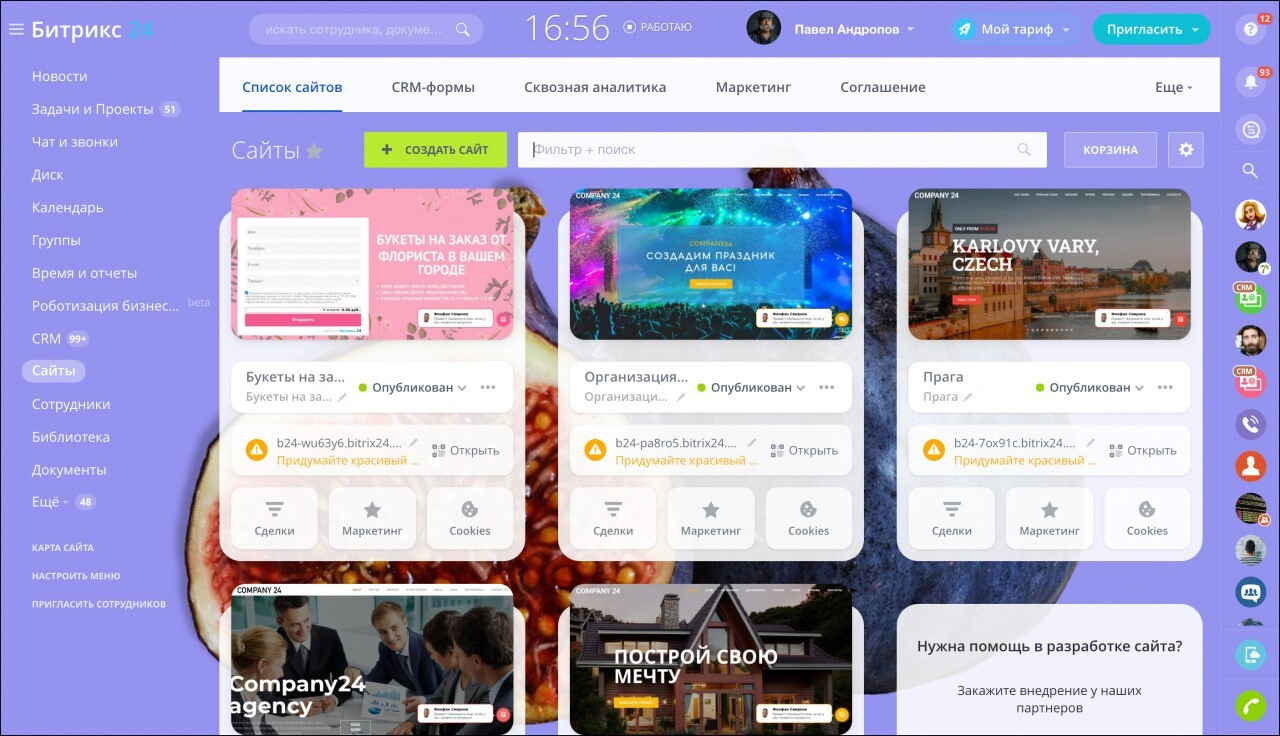 Битрикс 24
искать сотрудника, докуме...
16:56
РАБОТАЮ
Павел Андропов
Мой тариф
Пригласить
12
93
Новости
Задачи и Проекты 51
Чат и звонки
Диск
Календарь
Группы
Время и отчеты
Роботизация бизнес... beta
CRM 99+
Сайты
Сотрудники
Библиотека
Документы
Ещё 48
КАРТА САЙТА
НАСТРОИТЬ МЕНЮ
ПРИГЛАСИТЬ СОТРУДНИКОВ
Список сайтов
CRM-формы
Сквозная аналитика
Маркетинг
Соглашение
Еще
Сайты
+ СОЗДАТЬ САЙТ
Фильтр + поиск
КОРЗИНА
БУКЕТЫ НА ЗАКАЗ ОТ
ФЛОРИСТА В ВАШЕМ
ГОРОДЕ
Букеты на за...
Букеты на за...
Опубликован
b24-wu63y6.bitrix24....
Придумайте красивый ...
Открыть
Сделки
Маркетинг
Cookies
COMPANY 24
COMPANY24
СОЗДАДИМ ПРАЗДНИК
ДЛЯ ВАС!
Организация...
Организаци...
Опубликован
b24-pa8ro5.bitrix24....
Придумайте красивый ...
Открыть
Сделки
Маркетинг
Cookies
COMPANY 24
KARLOVY VARY,
CZECH
Прага
Прага
Опубликован
b24-7ox91c.bitrix24....
Придумайте красивый ...
Открыть
Сделки
Маркетинг
Cookies
COMPANY 24
Company24
agency
COMPANY 24
ПОСТРОЙ СВОЮ
МЕЧТУ
Нужна помощь в разработке сайта?
Закажите внедрение у наших
партнеров
CRM
CRM